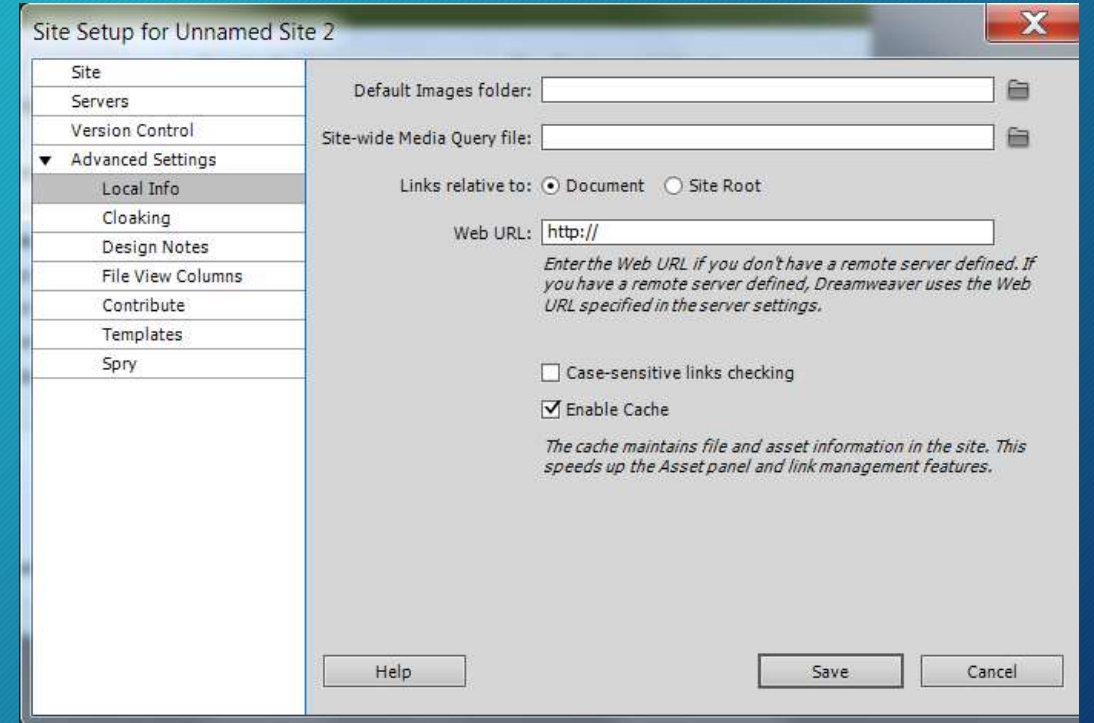 Site Setup for Unnamed Site 2
Site
Servers
Version Control
Advanced Settings
Local Info
Cloaking
Design Notes
File View Columns
Contribute
Templates
Spry
Default Images folder:
Site-wide Media Query file:
Links relative to: Document Site Root
Web URL: http://
Enter the Web URL if you don't have a remote server defined. If
you have a remote server defined, Dreamweaver uses the Web
URL specified in the server settings.
Case-sensitive links checking
Enable Cache
The cache maintains file and asset information in the site. This
speeds up the Asset panel and link management features.
Help Save Cancel